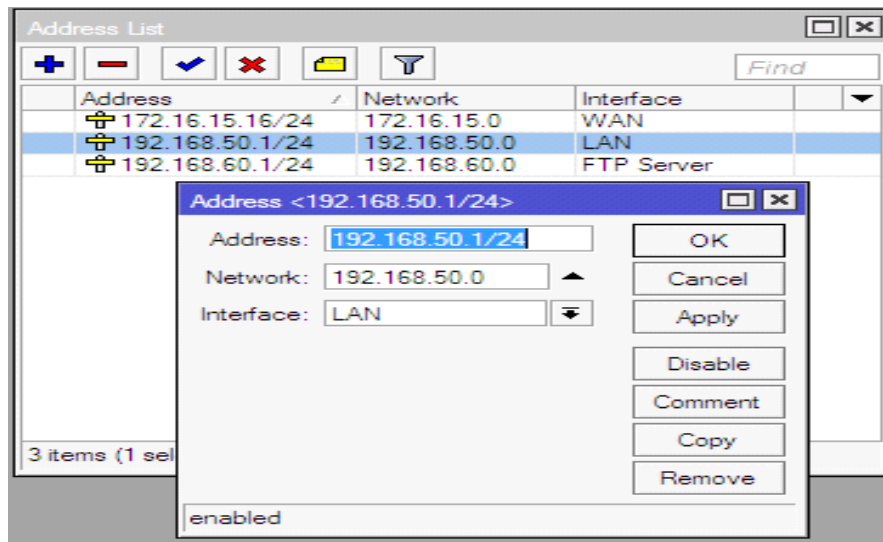 Address List
Find
Address Network Interface
172.16.15.16/24 172.16.15.0 WAN
192.168.50.1/24 192.168.50.0 LAN
192.168.60.1/24 192.168.60.0 FTP Server
Address <192.168.50.1/24>
Address: 192.168.50.1/24 OK
Network: 192.168.50.0 Cancel
Interface: LAN Apply
Disable
Comment
Copy
3 items (1 sel
Remove
enabled